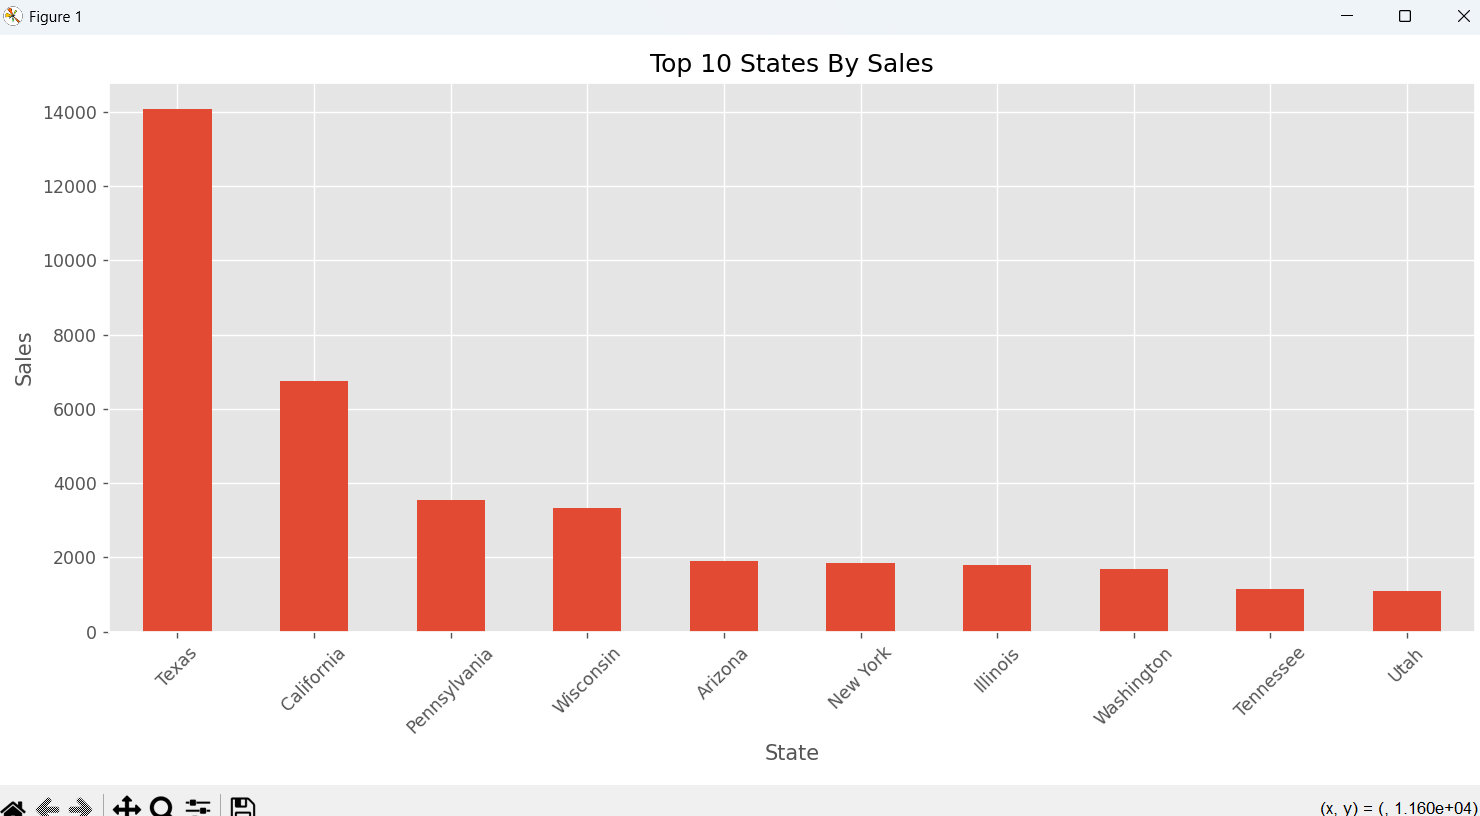 Figure 1
Top 10 States By Sales
14000
12000
10000
8000
6000
4000
2000
0
Sales
Texas
California
Pennsylvania
Wisconsin
Arizona
New York
Illinois
Washington
Tennessee
Utah
State
(x, y) = (, 1.160e+04)